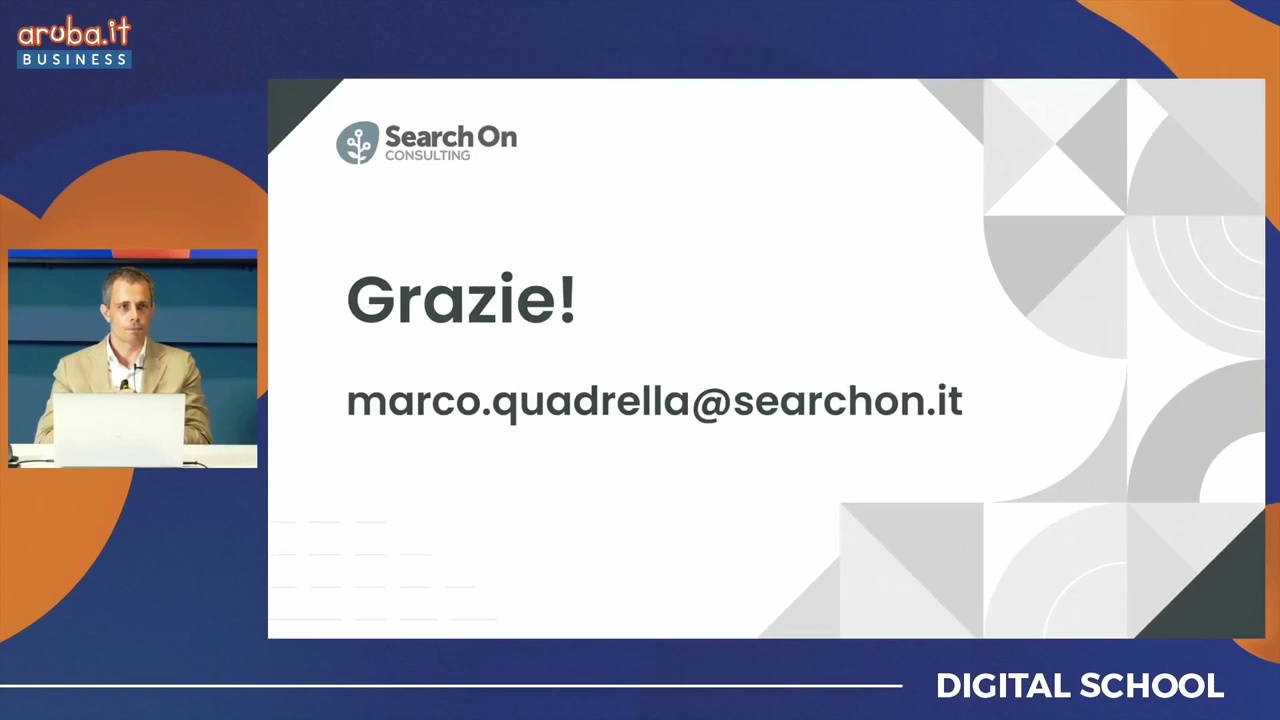 aruba.it
BUSINESS
Search On
CONSULTING
Grazie!
marco.quadrella@searchon.it
DIGITAL SCHOOL